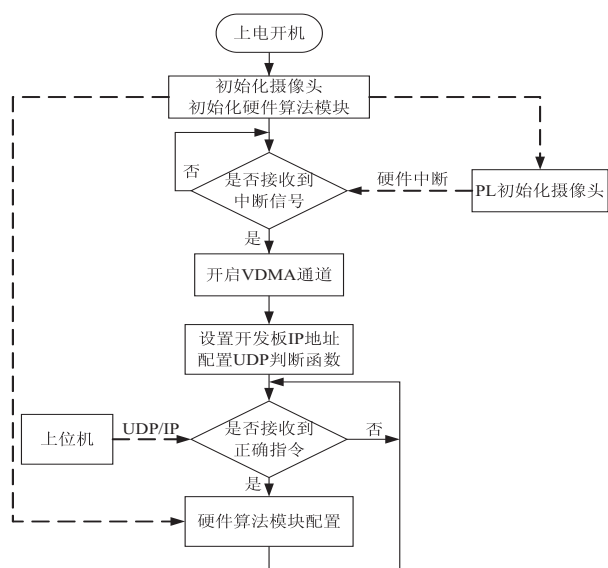 上电开机
初始化摄像头
初始化硬件算法模块
否
是否接收到
中断信号
硬件中断
PL初始化摄像头
是
开启VDMA通道
设置开发板IP地址
配置UDP判断函数
上位机
UDP/IP
是否接收到
正确指令
否
是
硬件算法模块配置